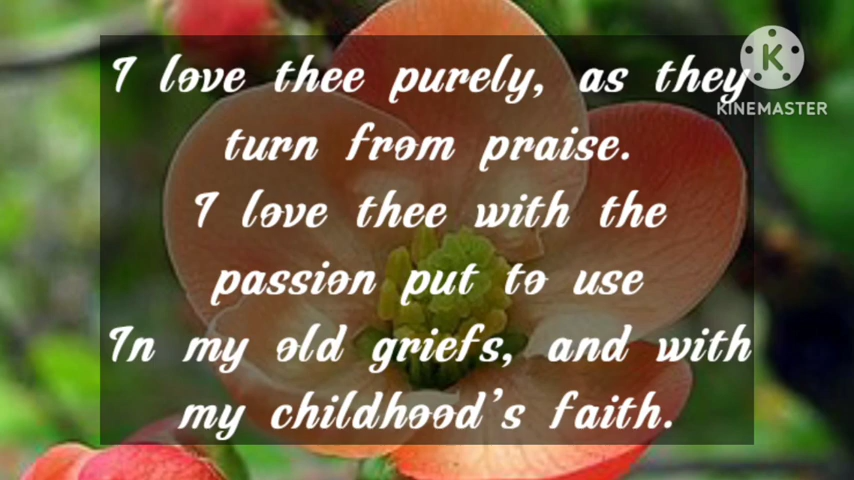 I love thee purely, as they
turn from praise.
I love thee with the
passion put to use
In my old griefs, and with
my childhood's faith.
K
KINEMASTER